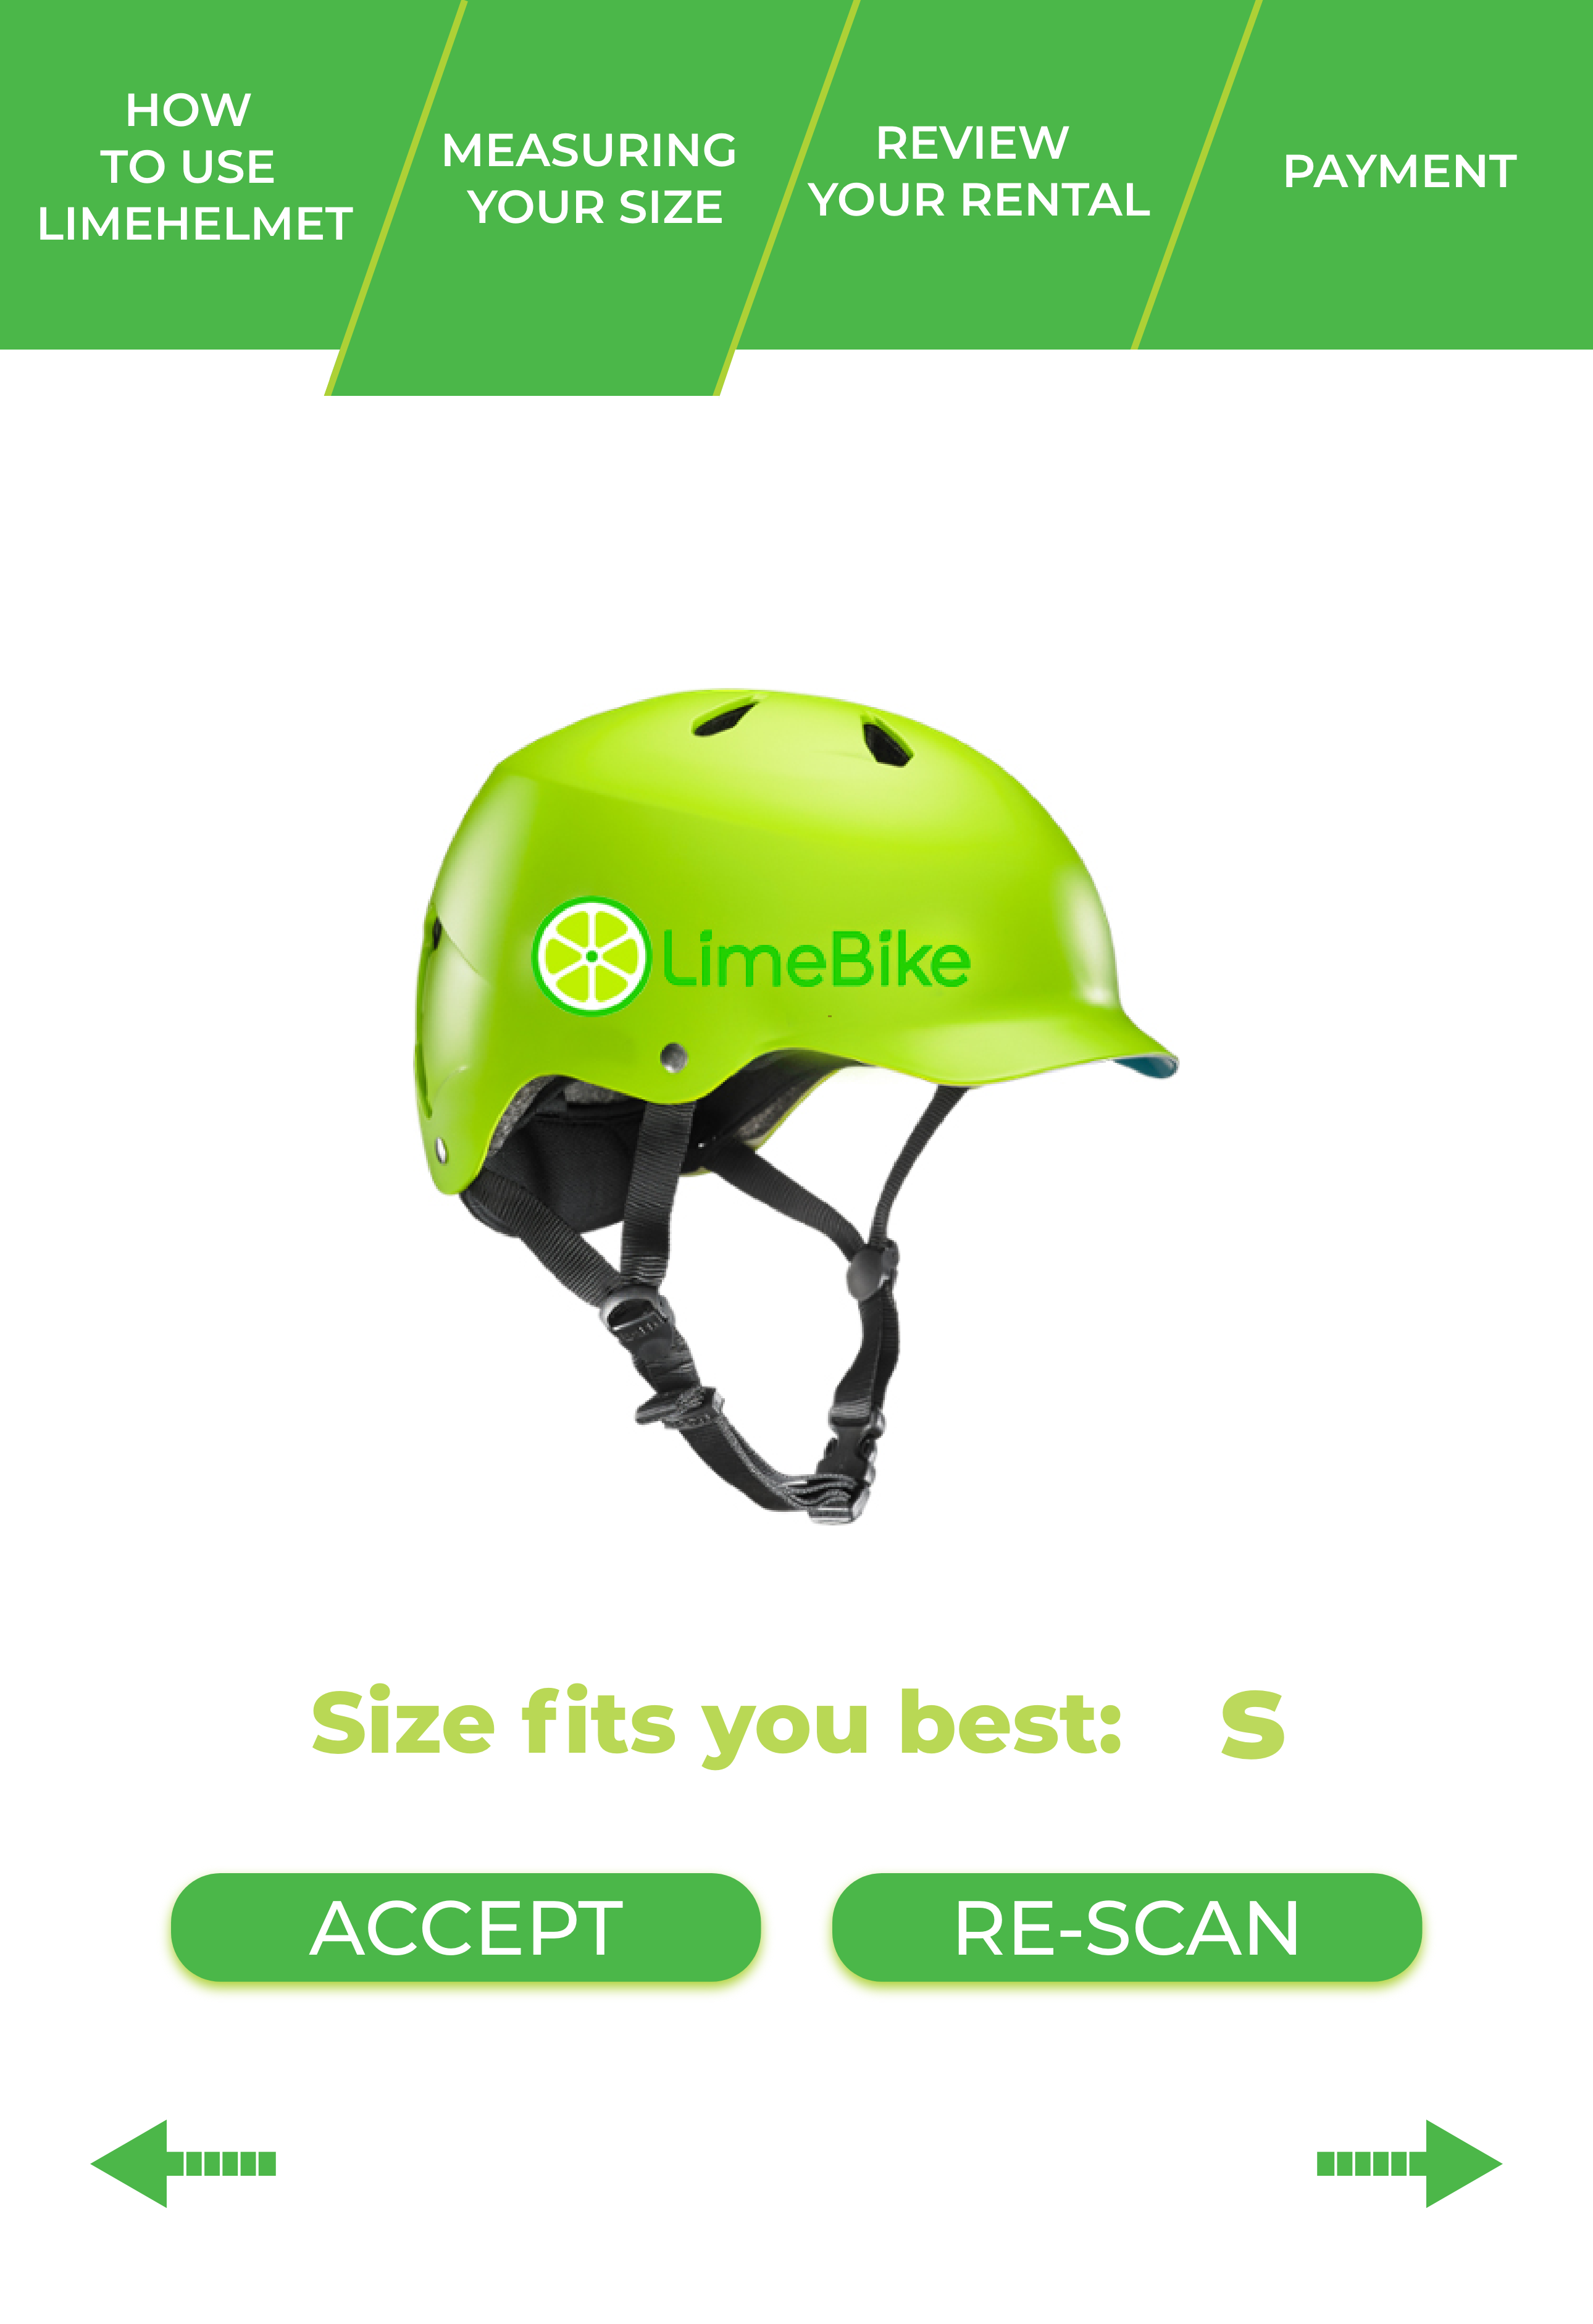 HOW
TO USE
LIMEHELMET
MEASURING
YOUR SIZE
REVIEW
YOUR RENTAL
PAYMENT
LimeBike
Size fits you best: S
ACCEPT
RE-SCAN